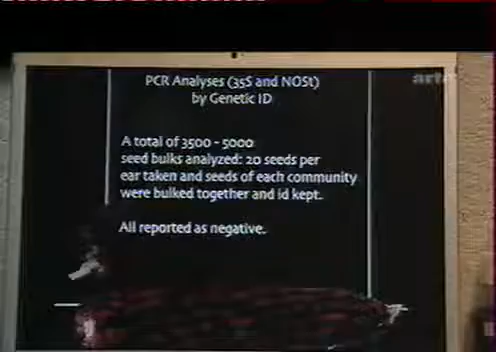 PCR Analyses (35S and NOSt)
by Genetic ID
arte
A total of 3500 - 5000
seed bulks analyzed: 20 seeds per
ear taken and seeds of each community
were bulked together and id kept.
All reported as negative.